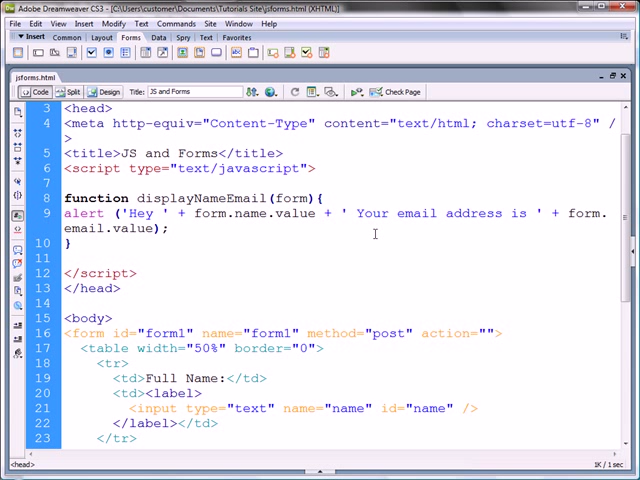 Adobe Dreamweaver CS3 - [C:\Users\customer\Documents\Tutorials Site\jsforms.html (XHTML)]
File Edit View Insert Modify Text Commands Site Window Help
Insert Common Layout Forms Data Spry Text Favorites
jsforms.html
Code Split Design Title: JS and Forms Check Page
3 <head>
4 <meta http-equiv="Content-Type" content="text/html; charset=utf-8" /
>
5 <title>JS and Forms</title>
6 <script type="text/javascript">
7
8 function displayNameEmail(form){
9 alert ('Hey ' + form.name.value + ' Your email address is ' + form.
email.value);
10 }
11
12 </script>
13 </head>
14
15 <body>
16 <form id="form1" name="form1" method="post" action="">
17 <table width="50%" border="0">
18 <tr>
19 <td>Full Name:</td>
20 <td><label>
21 <input type="text" name="name" id="name" />
22 </label></td>
23 </tr>
<head> 1K / 1 sec